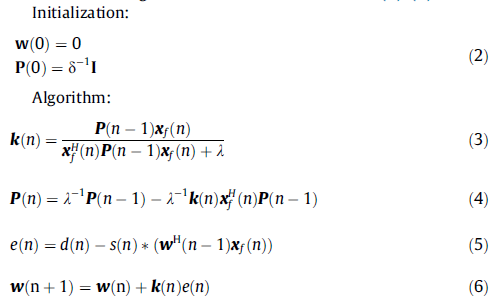 Initialization:
w(0) = 0
P(0) = δ⁻¹I
(2)
Algorithm:
k(n) = P(n − 1)x_f(n) / x_f^H(n)P(n − 1)x_f(n) + λ (3)
P(n) = λ⁻¹P(n − 1) − λ⁻¹k(n)x_f^H(n)P(n − 1) (4)
e(n) = d(n) − s(n) * (w^H(n − 1)x_f(n)) (5)
w(n + 1) = w(n) + k(n)e(n) (6)